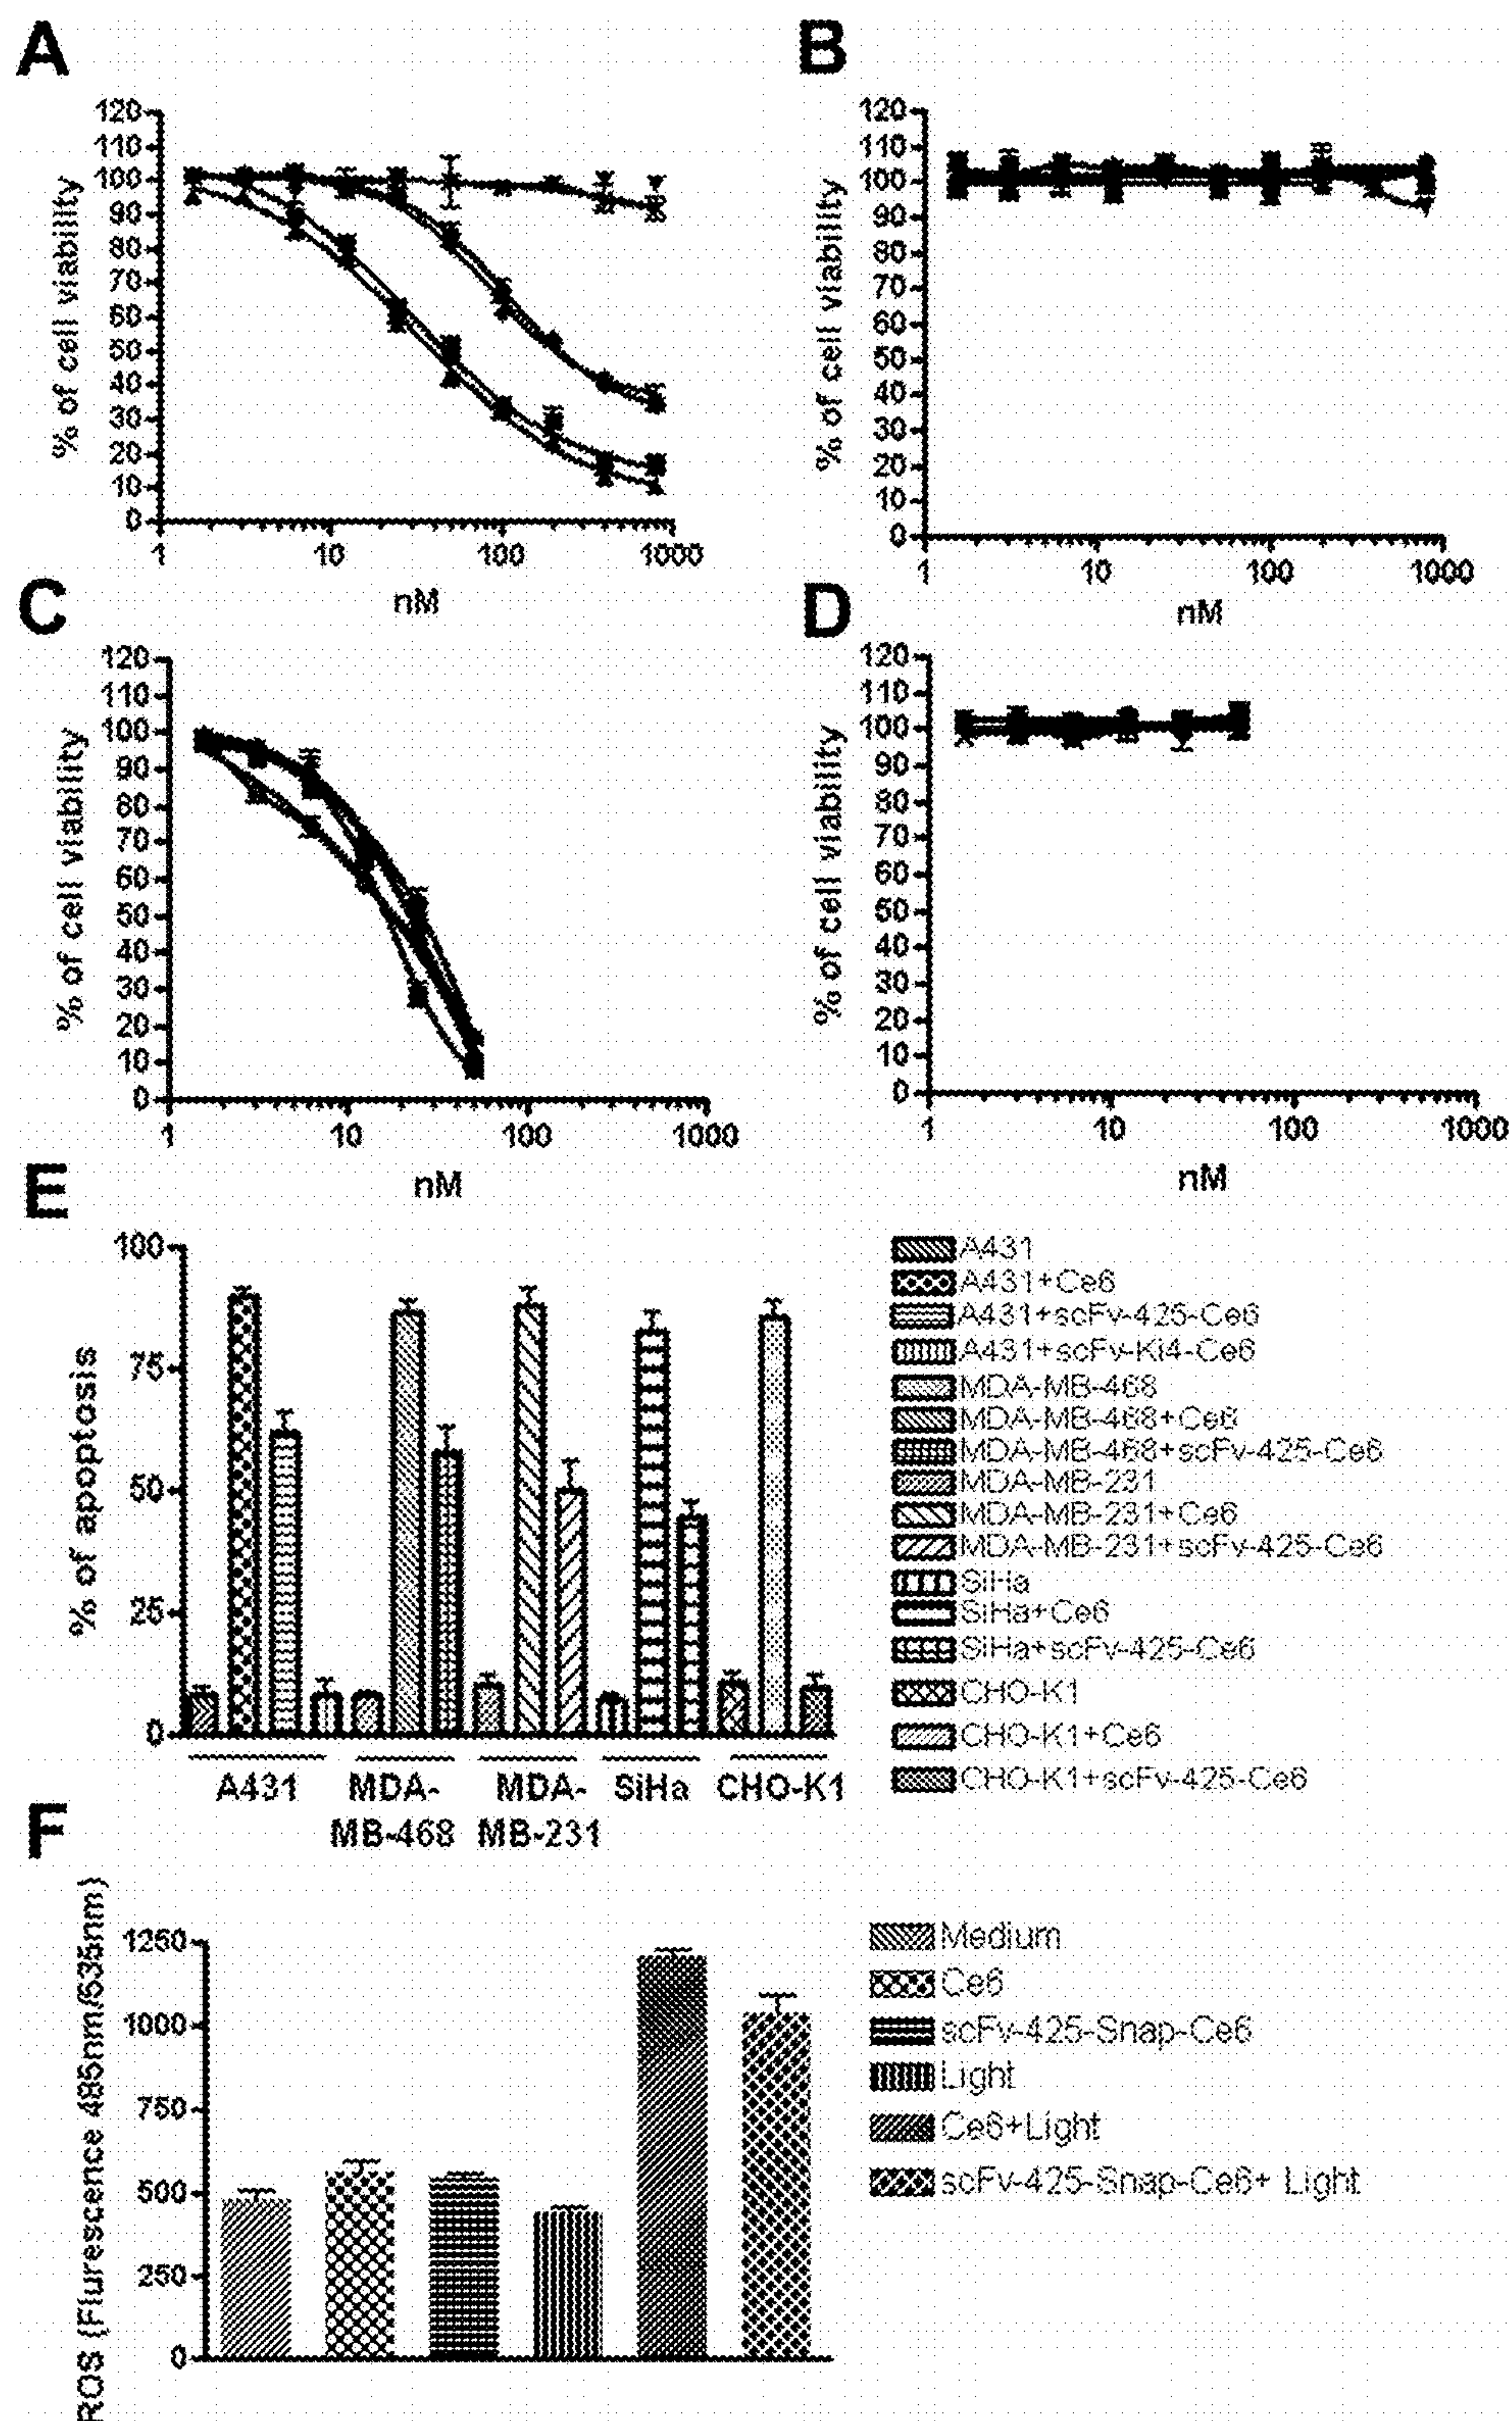 A
B
120
110
100
90
80
70
60
50
40
30
20
10
0
% of cell viability
1
10
100
1000
nM
120
110
100
90
80
70
60
50
40
30
20
10
0
% of cell viability
1
10
100
1000
nM
C
D
120
110
100
90
80
70
60
50
40
30
20
10
0
% of cell viability
1
10
100
1000
nM
120
110
100
90
80
70
60
50
40
30
20
10
0
% of cell viability
1
10
100
1000
nM
E
100
75
50
25
0
% of apoptosis
A431
MDA-
MB-468
MDA-
MB-231
SiHa
CHO-K1
A431
A431+Ce6
A431+scFv-425-Ce6
A431+scFv-Ki4-Ce6
MDA-MB-468
MDA-MB-468+Ce6
MDA-MB-468+scFv-425-Ce6
MDA-MB-231
MDA-MB-231+Ce6
MDA-MB-231+scFv-425-Ce6
SiHa
SiHa+Ce6
SiHa+scFv-425-Ce6
CHO-K1
CHO-K1+Ce6
CHO-K1+scFv-425-Ce6
F
1250
1000
750
500
250
0
ROS (Flurescence 485nm/535nm)
Medium
Ce6
scFv-425-Snap-Ce6
Light
Ce6+Light
scFv-425-Snap-Ce6+ Light